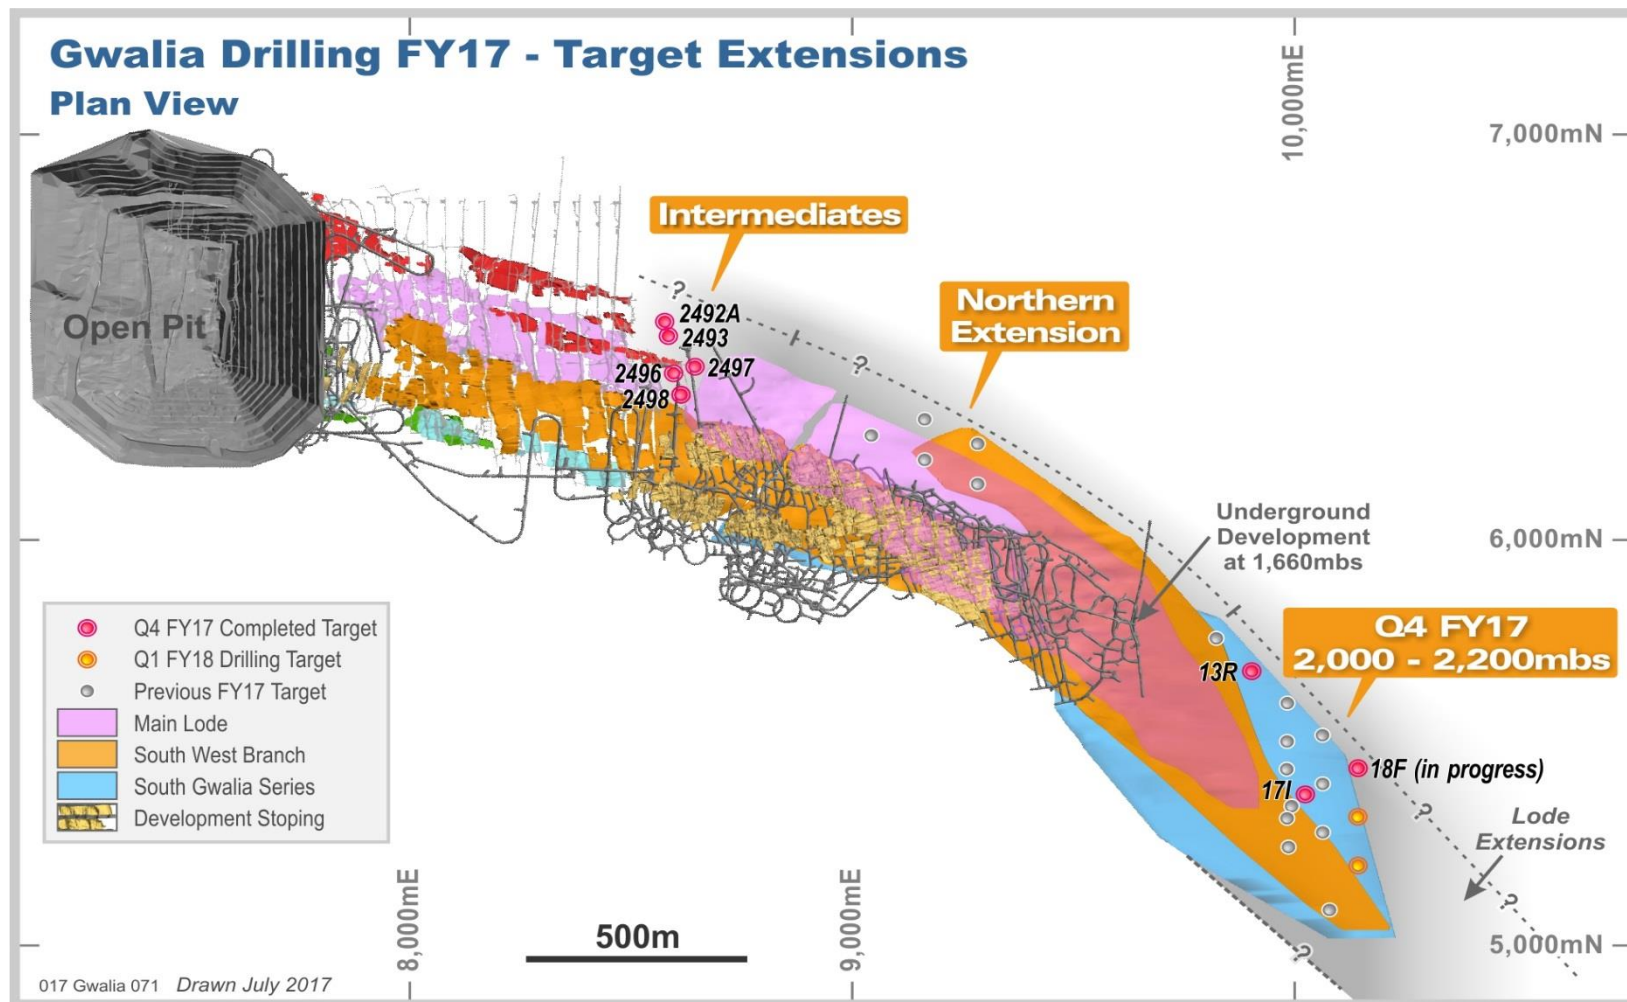 Gwalia Drilling FY17 - Target Extensions
Plan View
10,000mE
7,000mN
Intermediates
?
2492A
2493
Open Pit
Northern
Extension
?
2496
2497
2498
Underground
Development
at 1,660mbs
6,000mN
Q4 FY17 Completed Target
Q1 FY18 Drilling Target
Previous FY17 Target
Main Lode
South West Branch
South Gwalia Series
Development Stoping
Q4 FY17
2,000 - 2,200mbs
13R
18F (in progress)
17I
?
Lode
Extensions
?
8,000mE
9,000mE
500m
?
5,000mN
017 Gwalia 071 Drawn July 2017